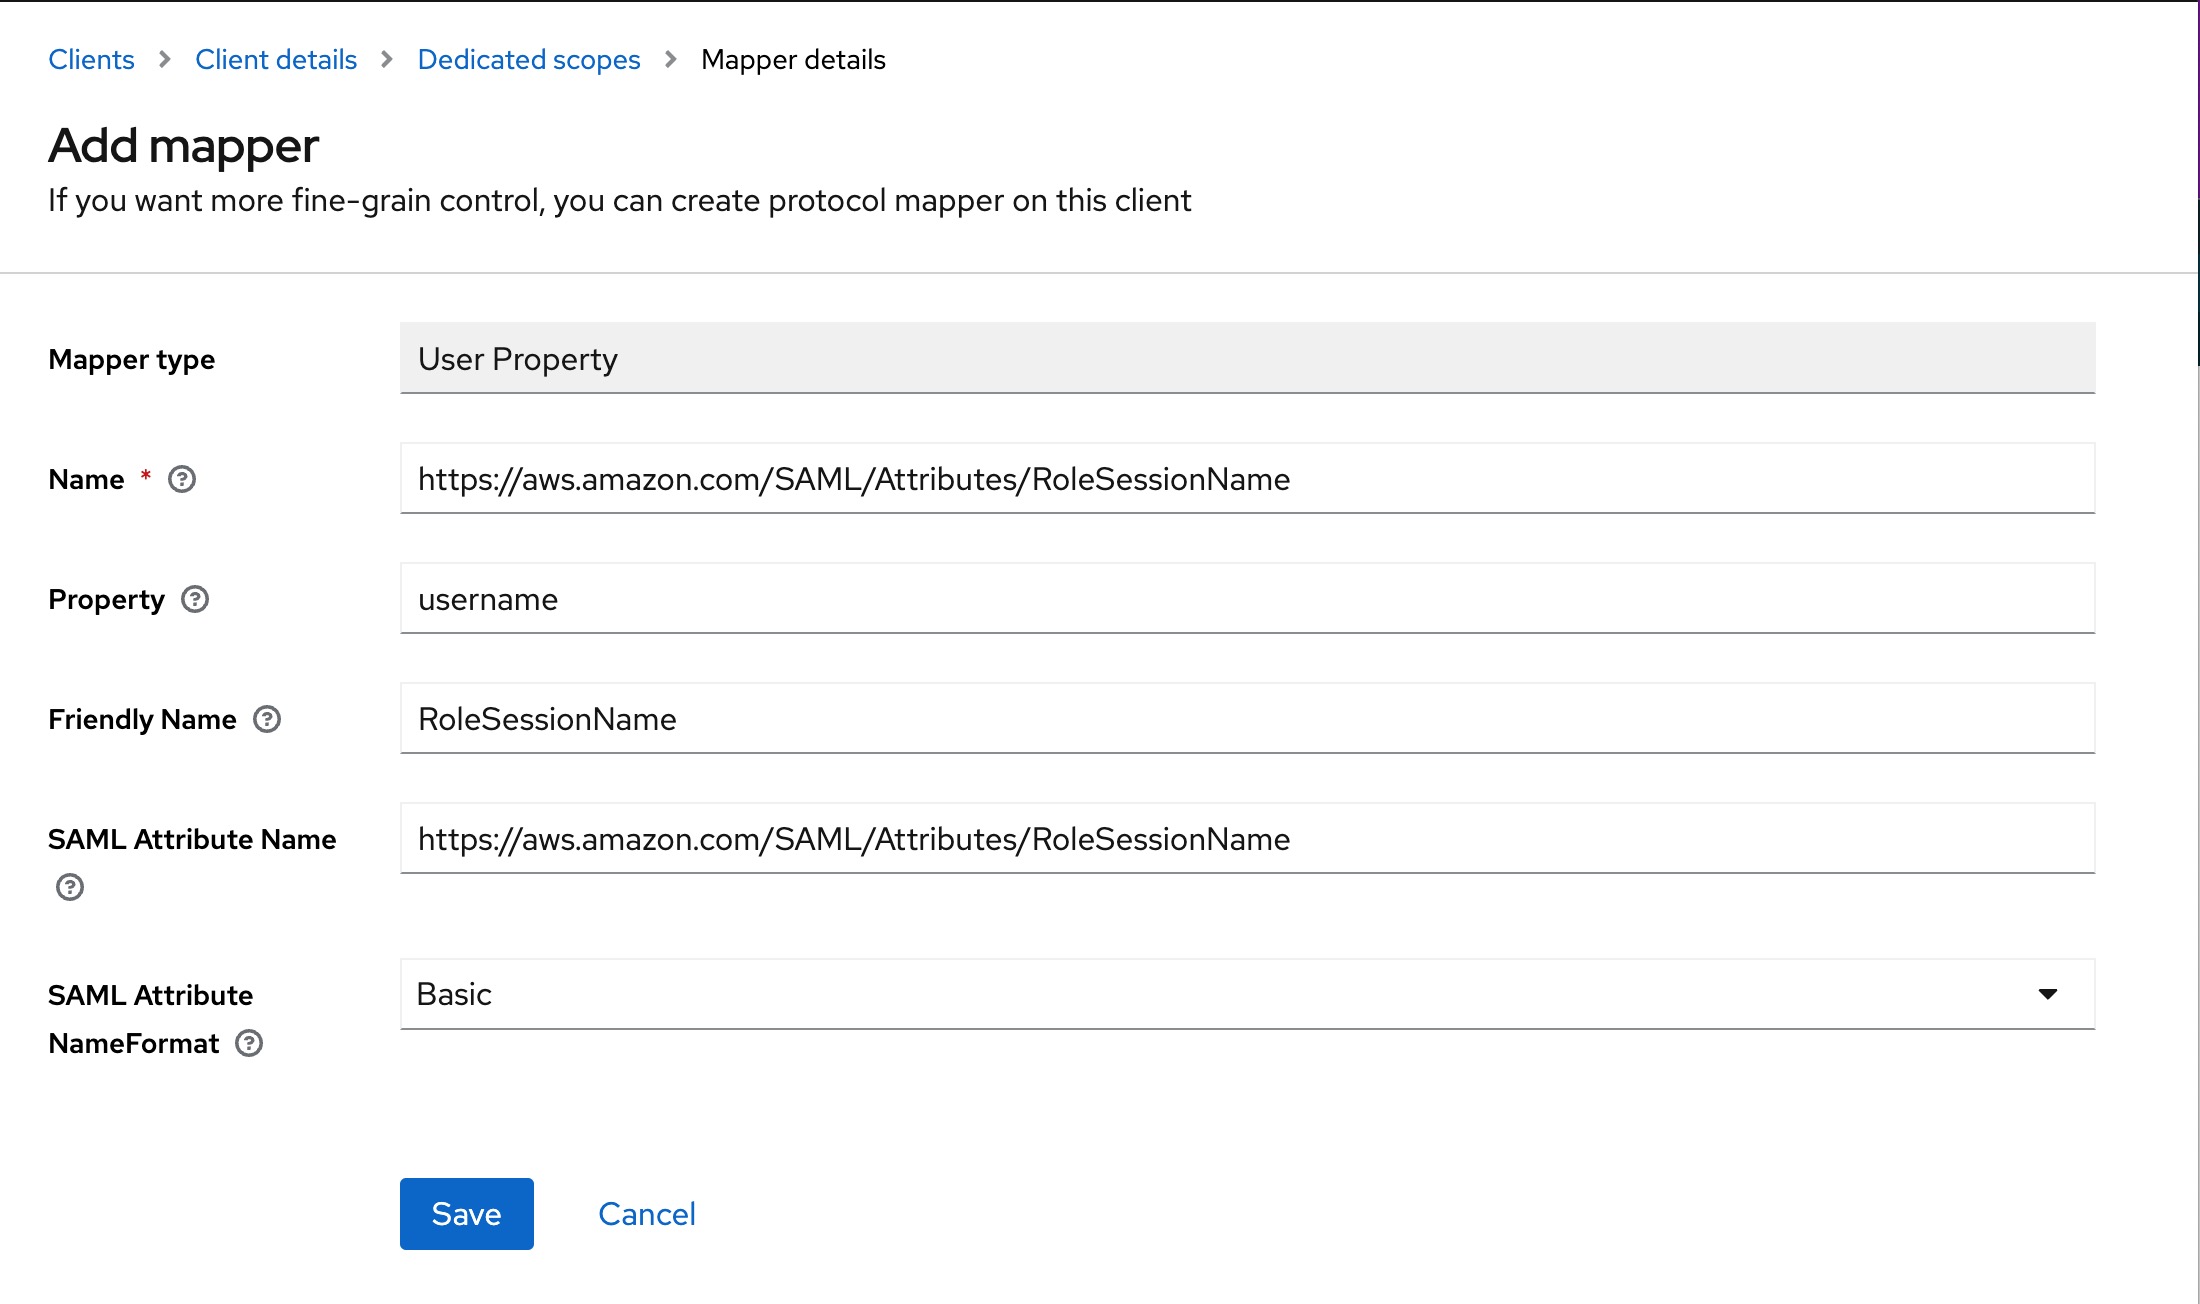 Clients > Client details > Dedicated scopes > Mapper details
Add mapper
If you want more fine-grain control, you can create protocol mapper on this client
Mapper type
User Property
Name *
https://aws.amazon.com/SAML/Attributes/RoleSessionName
Property
username
Friendly Name
RoleSessionName
SAML Attribute Name
https://aws.amazon.com/SAML/Attributes/RoleSessionName
SAML Attribute
NameFormat
Basic
Save Cancel